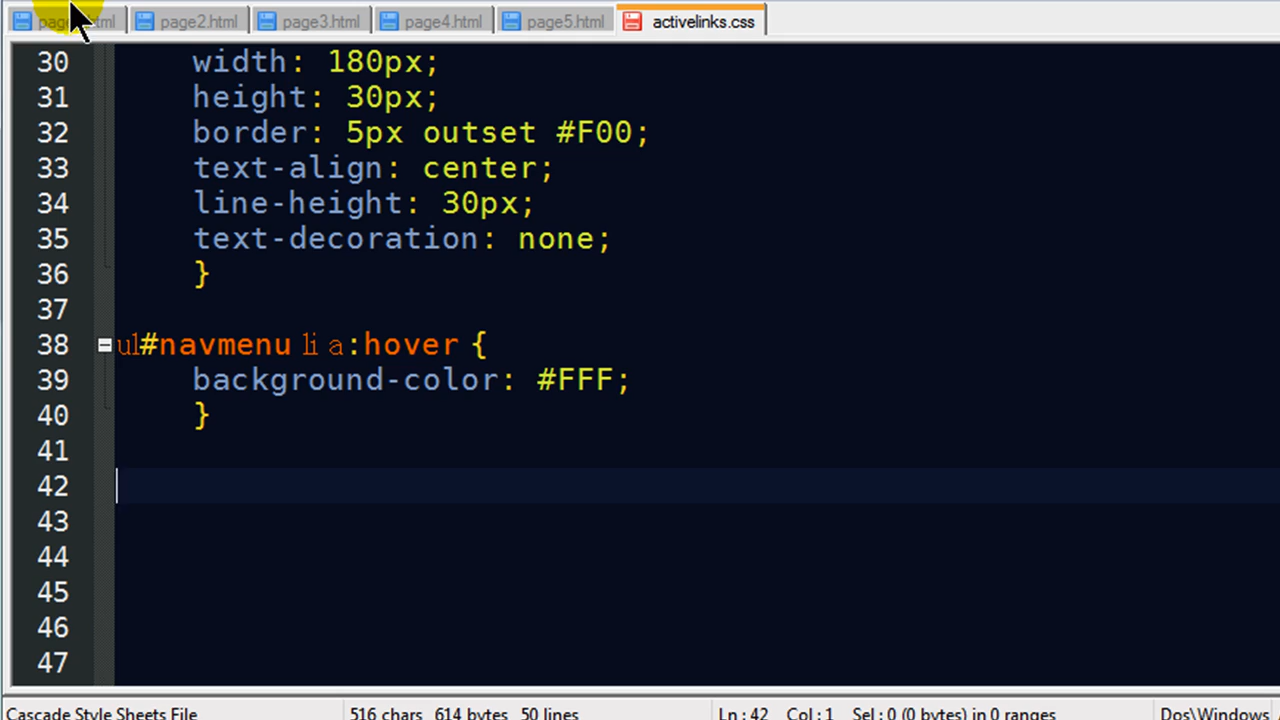 page2.html page3.html page4.html page5.html activelinks.css
30 width: 180px;
31 height: 30px;
32 border: 5px outset #F00;
33 text-align: center;
34 line-height: 30px;
35 text-decoration: none;
36 }
37
38 ul#navmenu li a:hover {
39 background-color: #FFF;
40 }
41
42
43
44
45
46
47
Cascade Style Sheets File 516 chars 614 bytes 50 lines Ln : 42 Col : 1 Sel : 0 (0 bytes) in 0 ranges Dos\Windows